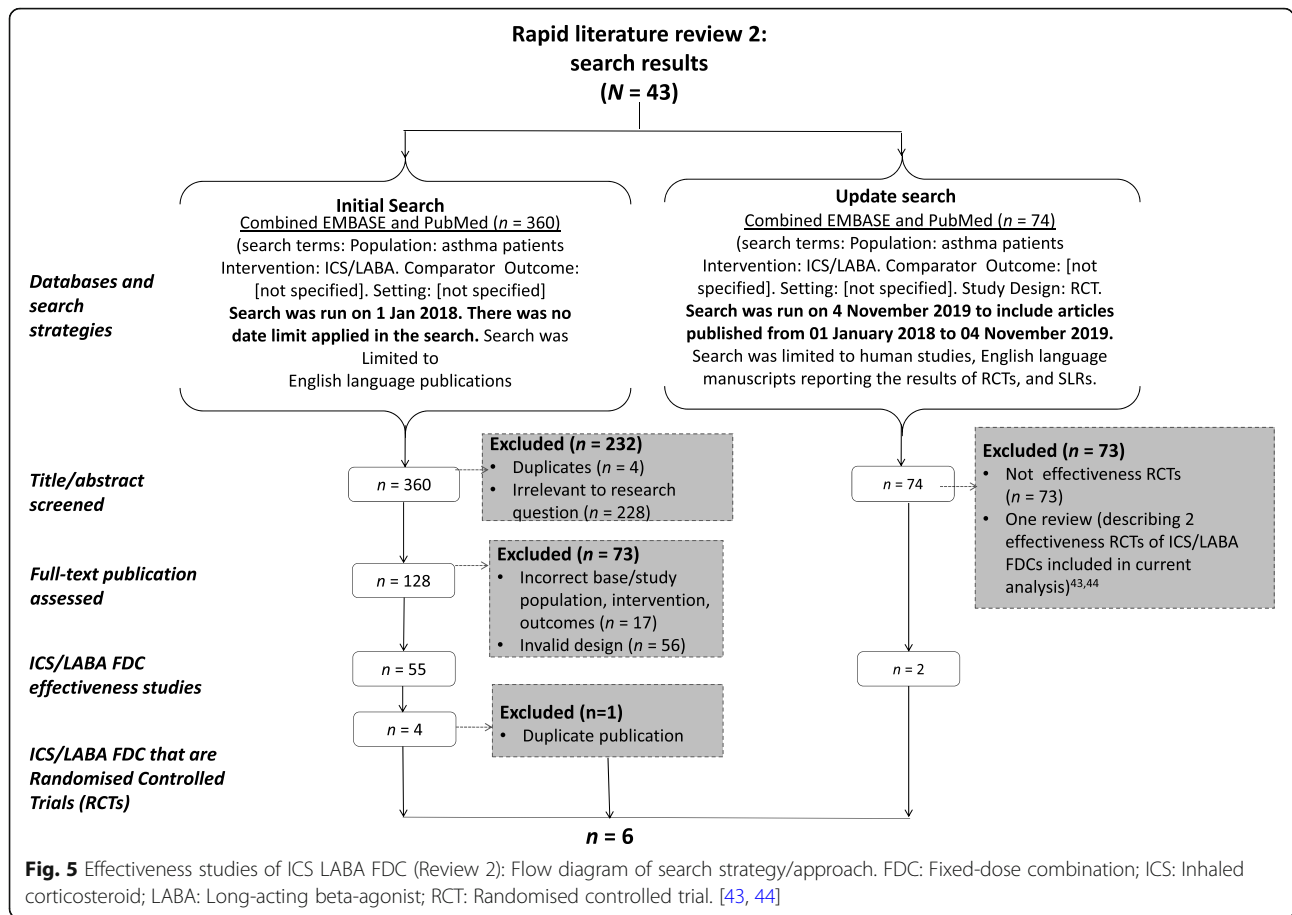 Rapid literature review 2:
search results
(N = 43)
Databases and
search
strategies
Initial Search
Combined EMBASE and PubMed (n = 360)
(search terms: Population: asthma patients
Intervention: ICS/LABA. Comparator Outcome:
[not specified]. Setting: [not specified]
Search was run on 1 Jan 2018. There was no
date limit applied in the search. Search was
Limited to
English language publications
Update search
Combined EMBASE and PubMed (n = 74)
(search terms: Population: asthma patients
Intervention: ICS/LABA. Comparator Outcome: [not
specified]. Setting: [not specified]. Study Design: RCT.
Search was run on 4 November 2019 to include articles
published from 01 January 2018 to 04 November 2019.
Search was limited to human studies, English language
manuscripts reporting the results of RCTs, and SLRs.
Title/abstract
screened
n = 360
Excluded (n = 232)
• Duplicates (n = 4)
• Irrelevant to research
question (n = 228)
n = 74
Excluded (n = 73)
• Not effectiveness RCTs
(n = 73)
• One review (describing 2
effectiveness RCTs of ICS/LABA
FDCs included in current
analysis)43,44
Full-text publication
assessed
n = 128
Excluded (n = 73)
• Incorrect base/study
population, intervention,
outcomes (n = 17)
• Invalid design (n = 56)
ICS/LABA FDC
effectiveness studies
n = 55
n = 2
ICS/LABA FDC that are
Randomised Controlled
Trials (RCTs)
n = 4
Excluded (n=1)
• Duplicate publication
n = 6
Fig. 5 Effectiveness studies of ICS LABA FDC (Review 2): Flow diagram of search strategy/approach. FDC: Fixed-dose combination; ICS: Inhaled
corticosteroid; LABA: Long-acting beta-agonist; RCT: Randomised controlled trial. [43, 44]